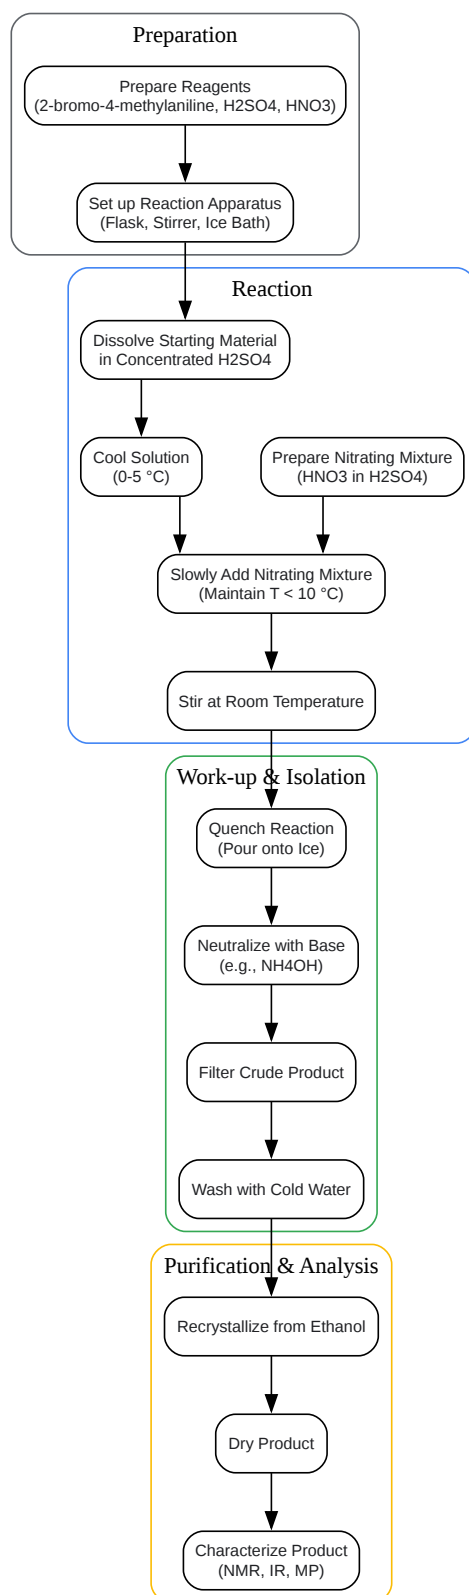 Preparation
Prepare Reagents
(2-bromo-4-methylaniline, H2SO4, HNO3)
Set up Reaction Apparatus
(Flask, Stirrer, Ice Bath)
Reaction
Dissolve Starting Material
in Concentrated H2SO4
Cool Solution
(0-5 °C)
Prepare Nitrating Mixture
(HNO3 in H2SO4)
Slowly Add Nitrating Mixture
(Maintain T < 10 °C)
Stir at Room Temperature
Work-up & Isolation
Quench Reaction
(Pour onto Ice)
Neutralize with Base
(e.g., NH4OH)
Filter Crude Product
Wash with Cold Water
Purification & Analysis
Recrystallize from Ethanol
Dry Product
Characterize Product
(NMR, IR, MP)